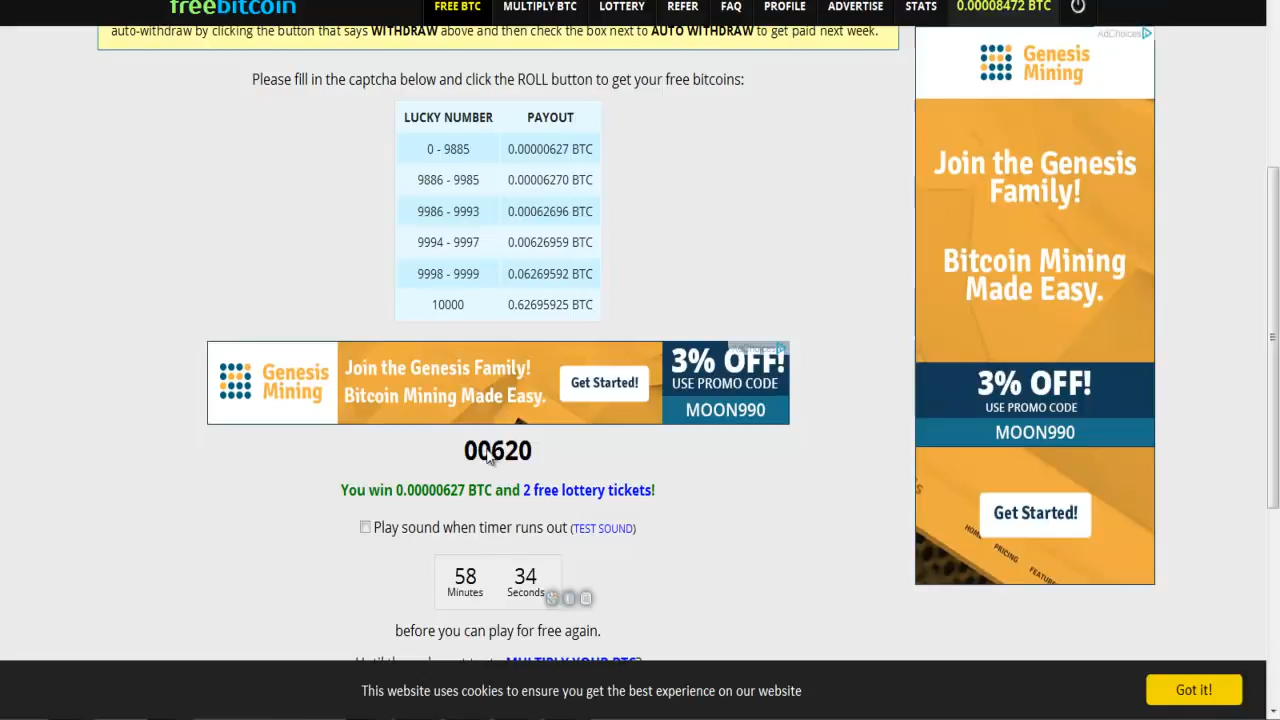 freebitcoin
FREE BTC MULTIPLY BTC LOTTERY REFER FAQ PROFILE ADVERTISE STATS 0.00008472 BTC
auto-withdraw by clicking the button that says WITHDRAW above and then check the box next to AUTO WITHDRAW to get paid next week.
Please fill in the captcha below and click the ROLL button to get your free bitcoins:
LUCKY NUMBER PAYOUT
0 - 9885 0.00000627 BTC
9886 - 9985 0.00006270 BTC
9986 - 9993 0.00062696 BTC
9994 - 9997 0.00626959 BTC
9998 - 9999 0.06269592 BTC
10000 0.62695925 BTC
Genesis
Mining
Join the Genesis Family!
Bitcoin Mining Made Easy.
Get Started!
3% OFF!
USE PROMO CODE
MOON990
00620
You win 0.00000627 BTC and 2 free lottery tickets!
Play sound when timer runs out (TEST SOUND)
58 34
Minutes Seconds
before you can play for free again.
MULTIPLY YOUR BTC?
AdChoices
Genesis
Mining
Join the Genesis
Family!
Bitcoin Mining
Made Easy.
3% OFF!
USE PROMO CODE
MOON990
HOME PRICING
Get Started!
This website uses cookies to ensure you get the best experience on our website
Got it!